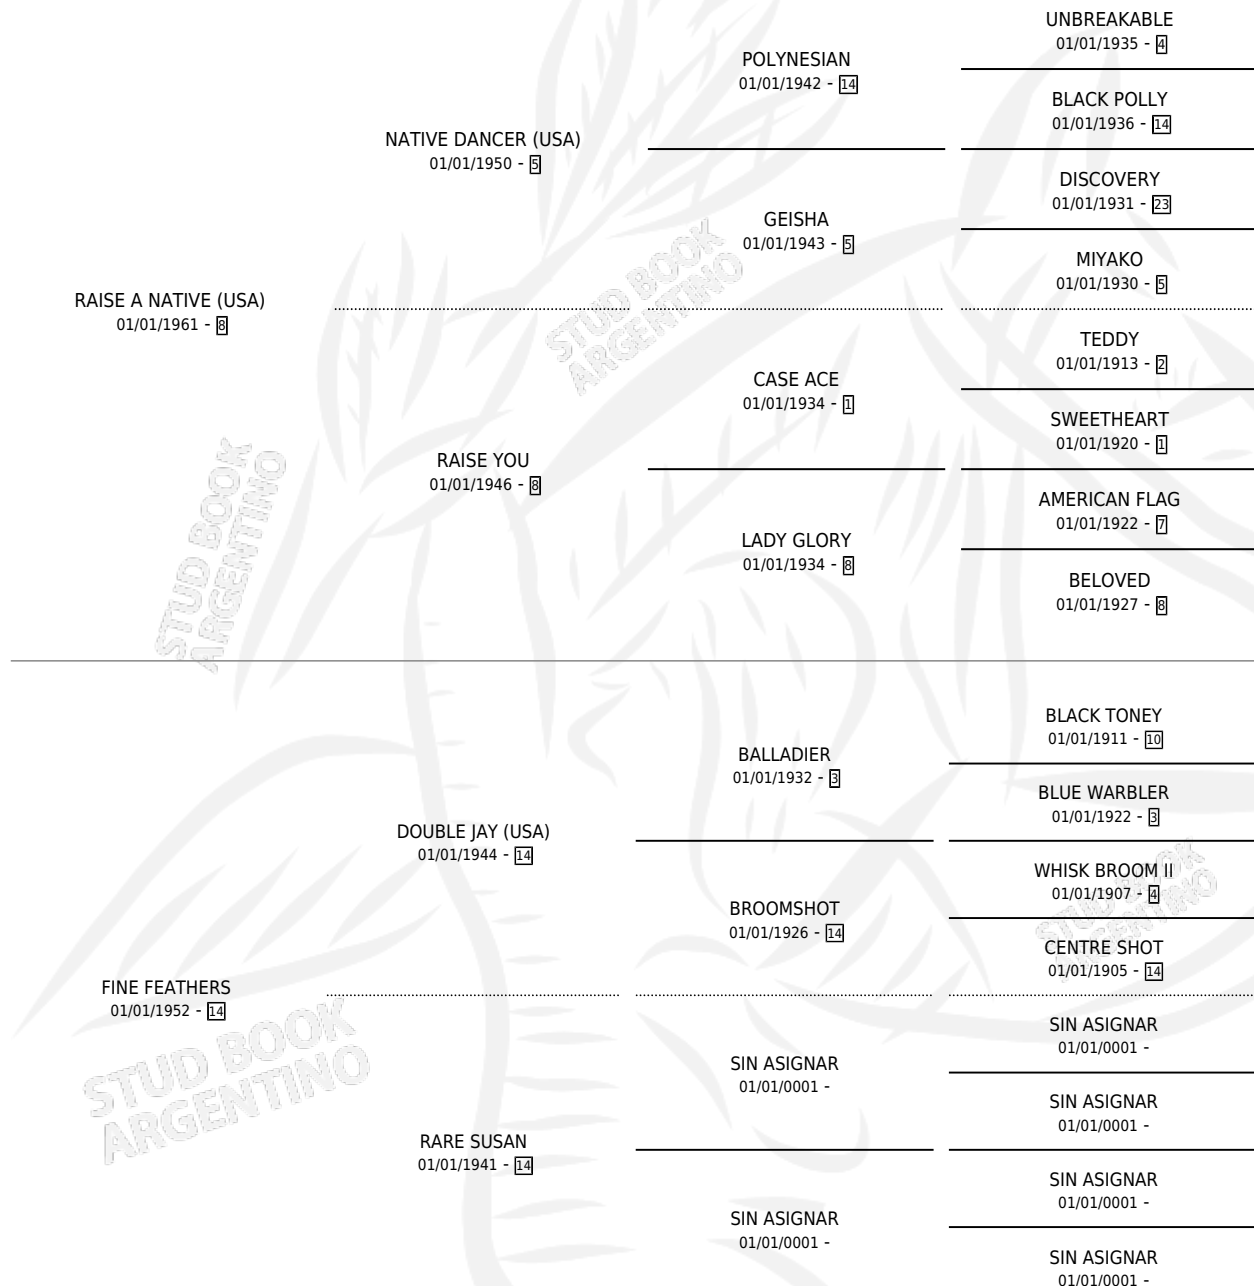 UNBREAKABLE
01/01/1935 - 4
POLYNESIAN
01/01/1942 - 14
BLACK POLLY
01/01/1936 - 14
NATIVE DANCER (USA)
01/01/1950 - 5
DISCOVERY
01/01/1931 - 23
GEISHA
01/01/1943 - 5
MIYAKO
01/01/1930 - 5
RAISE A NATIVE (USA)
01/01/1961 - 8
TEDDY
01/01/1913 - 2
CASE ACE
01/01/1934 - 1
SWEETHEART
01/01/1920 - 1
RAISE YOU
01/01/1946 - 8
AMERICAN FLAG
01/01/1922 - 7
LADY GLORY
01/01/1934 - 8
BELOVED
01/01/1927 - 8
BLACK TONEY
01/01/1911 - 10
BALLADIER
01/01/1932 - 3
BLUE WARBLER
01/01/1922 - 3
DOUBLE JAY (USA)
01/01/1944 - 14
WHISK BROOM II
01/01/1907 - 4
BROOMSHOT
01/01/1926 - 14
CENTRE SHOT
01/01/1905 - 14
FINE FEATHERS
01/01/1952 - 14
SIN ASIGNAR
01/01/0001 -
SIN ASIGNAR
01/01/0001 -
SIN ASIGNAR
01/01/0001 -
RARE SUSAN
01/01/1941 - 14
SIN ASIGNAR
01/01/0001 -
SIN ASIGNAR
01/01/0001 -
SIN ASIGNAR
01/01/0001 -
STUD BOOK
ARGENTINO
STUD BOOK
ARGENTINO
STUD BOOK
ARGENTINO
STUD BOOK
ARGENTINO